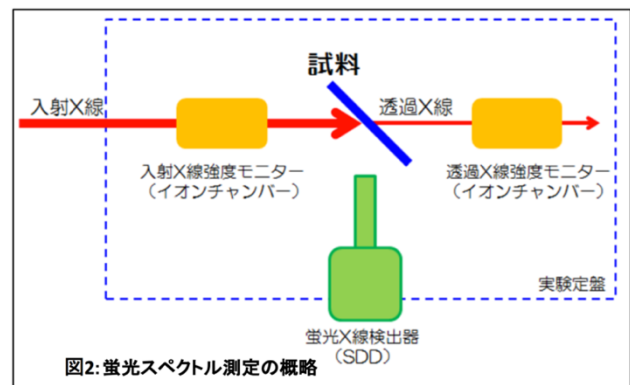 試料
入射X線
透過X線
入射X線強度モニター
（イオンチャンバー）
透過X線強度モニター
（イオンチャンバー）
実験定盤
蛍光X線検出器
（SDD）
図2:蛍光スペクトル測定の概略